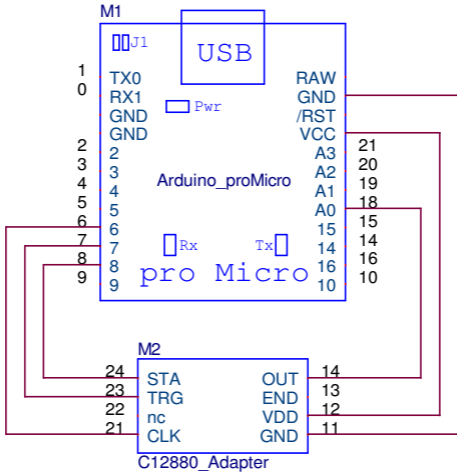 M1
J1
USB
1 TX0 RAW
0 RX1 GND
Pwr
GND /RST
GND VCC
2 2 A3 21
3 3 A2 20
Arduino_proMicro
4 4 A1 19
5 5 A0 18
6 6 15 15
7 7 Rx Tx 14 14
8 8 16 16
9 9 10 10
pro Micro
M2
24 STA OUT 14
23 TRG END 13
22 nc VDD 12
21 CLK GND 11
C12880_Adapter